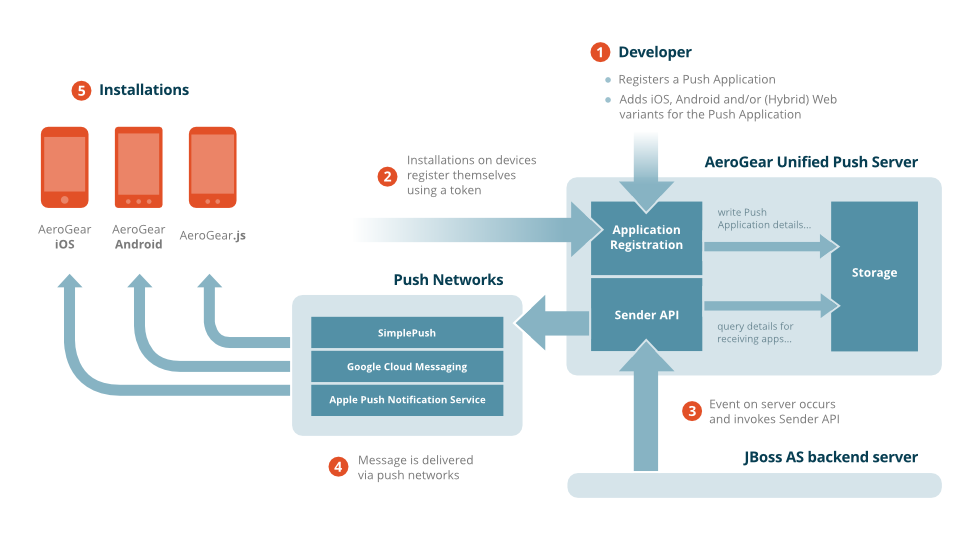 1 Developer
Registers a Push Application
Adds iOS, Android and/or (Hybrid) Web
variants for the Push Application
5 Installations
AeroGear
iOS
AeroGear
Android
AeroGear.js
2 Installations on devices
register themselves
using a token
AeroGear Unified Push Server
Application
Registration
write Push
Application details...
Storage
Sender API
query details for
receiving apps...
Push Networks
SimplePush
Google Cloud Messaging
Apple Push Notification Service
3 Event on server occurs
and invokes Sender API
4 Message is delivered
via push networks
JBoss AS backend server